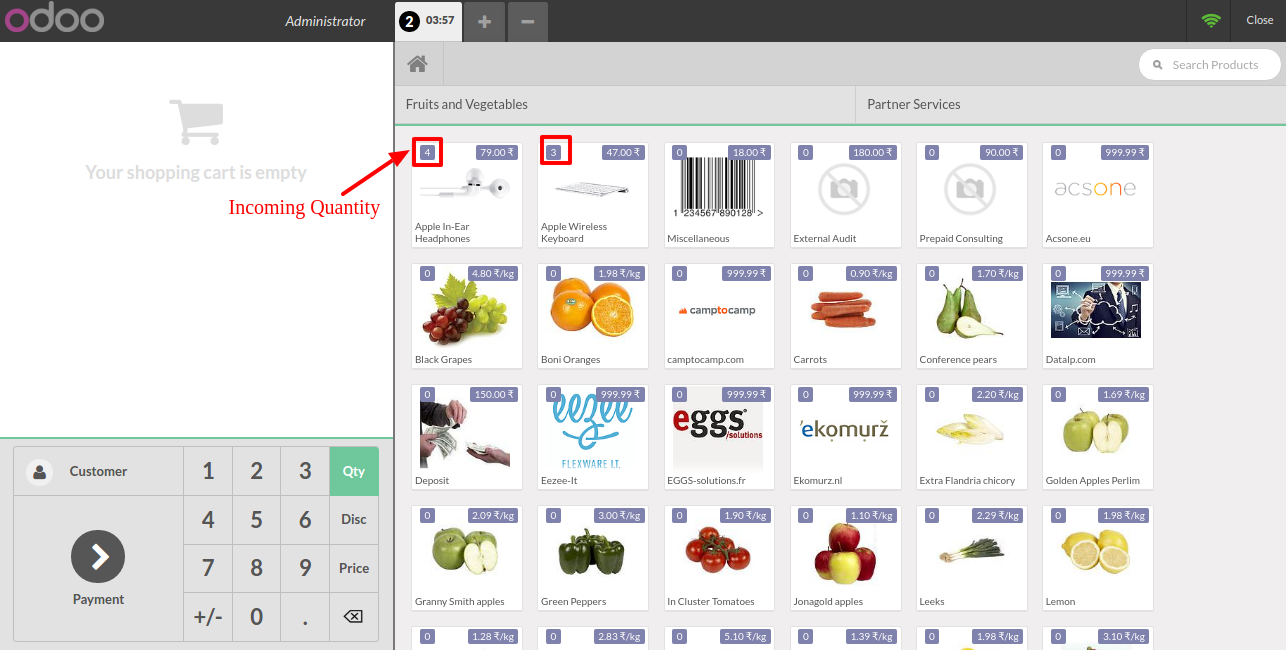 odoo
Administrator
2 03:57
Close
Search Products
Fruits and Vegetables
Partner Services
Your shopping cart is empty
Incoming Quantity
4 79.00 ₹
Apple In-Ear
Headphones
3 47.00 ₹
Apple Wireless
Keyboard
0 18.00 ₹
1 234567 890128 >
Miscellaneous
0 180.00 ₹
External Audit
0 90.00 ₹
Prepaid Consulting
0 999.99 ₹
acsone
Acsone.eu
0 4.80 ₹/kg
Black Grapes
0 1.98 ₹/kg
Boni Oranges
0 999.99 ₹
camptocamp
camptocamp.com
0 0.90 ₹/kg
Carrots
0 1.70 ₹/kg
Conference pears
0 999.99 ₹
Datalp.com
0 150.00 ₹
Deposit
0 999.99 ₹
eezee
FLEXWARE I.T.
Eezee-It
0 999.99 ₹
eggs
/solutions
EGGS-solutions.fr
0 999.99 ₹
'ekomurz
Ekomurz.nl
0 2.20 ₹/kg
Extra Flandria chicory
0 1.69 ₹/kg
Golden Apples Perlim
0 2.09 ₹/kg
Granny Smith apples
0 3.00 ₹/kg
Green Peppers
0 1.90 ₹/kg
In Cluster Tomatoes
0 1.10 ₹/kg
Jonagold apples
0 2.29 ₹/kg
Leeks
0 1.98 ₹/kg
Lemon
0 1.28 ₹/kg
0 2.83 ₹/kg
0 5.10 ₹/kg
0 1.39 ₹/kg
0 1.98 ₹/kg
0 3.10 ₹/kg
Customer
1 2 3 Qty
4 5 6 Disc
7 8 9 Price
+/- 0 .
Payment